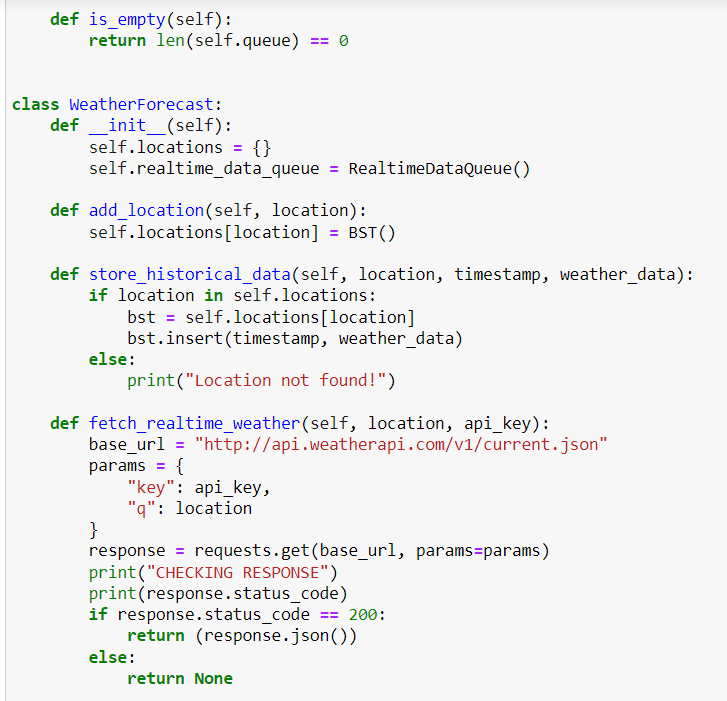 def is_empty(self):
return len(self.queue) == 0
class WeatherForecast:
def __init__(self):
self.locations = {}
self.realtime_data_queue = RealtimeDataQueue()
def add_location(self, location):
self.locations[location] = BST()
def store_historical_data(self, location, timestamp, weather_data):
if location in self.locations:
bst = self.locations[location]
bst.insert(timestamp, weather_data)
else:
print("Location not found!")
def fetch_realtime_weather(self, location, api_key):
base_url = "http://api.weatherapi.com/v1/current.json"
params = {
"key": api_key,
"q": location
}
response = requests.get(base_url, params=params)
print("CHECKING RESPONSE")
print(response.status_code)
if response.status_code == 200:
return (response.json())
else:
return None